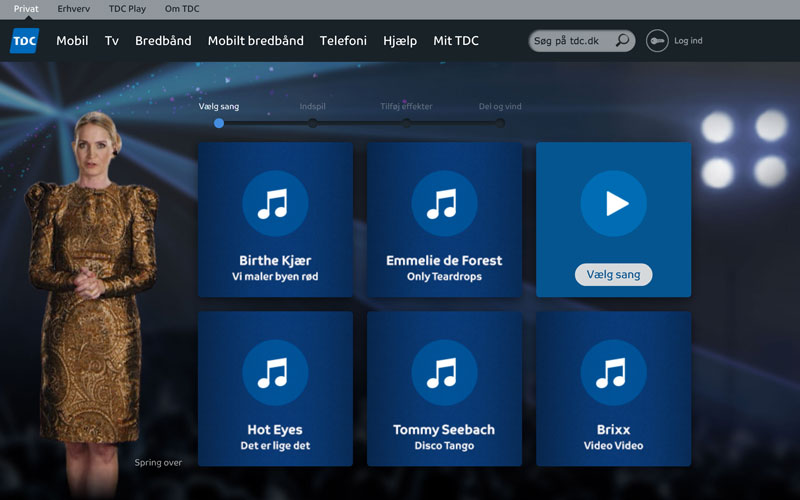 Privat Erhverv TDC Play Om TDC
TDC Mobil Tv Bredbånd Mobilt bredbånd Telefoni Hjælp Mit TDC Søg på tdc.dk Log ind
Vælg sang Indspil Tilføj effekter Del og vind
Birthe Kjær
Vi maler byen rød
Emmelie de Forest
Only Teardrops
Vælg sang
Hot Eyes
Det er lige det
Tommy Seebach
Disco Tango
Brixx
Video Video
Spring over